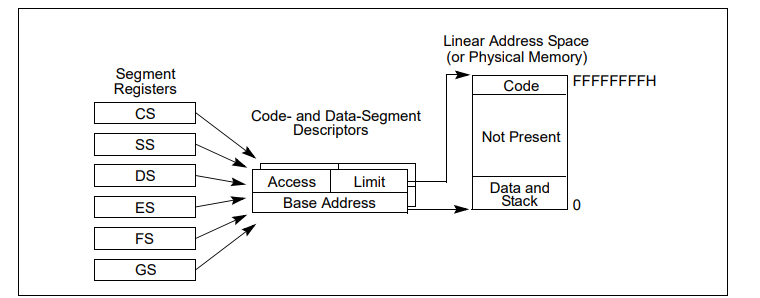 Linear Address Space
(or Physical Memory)
Segment
Registers
CS
SS
DS
ES
FS
GS
Code- and Data-Segment
Descriptors
Access
Limit
Base Address
Code
FFFFFFFFH
Not Present
Data and
Stack
0